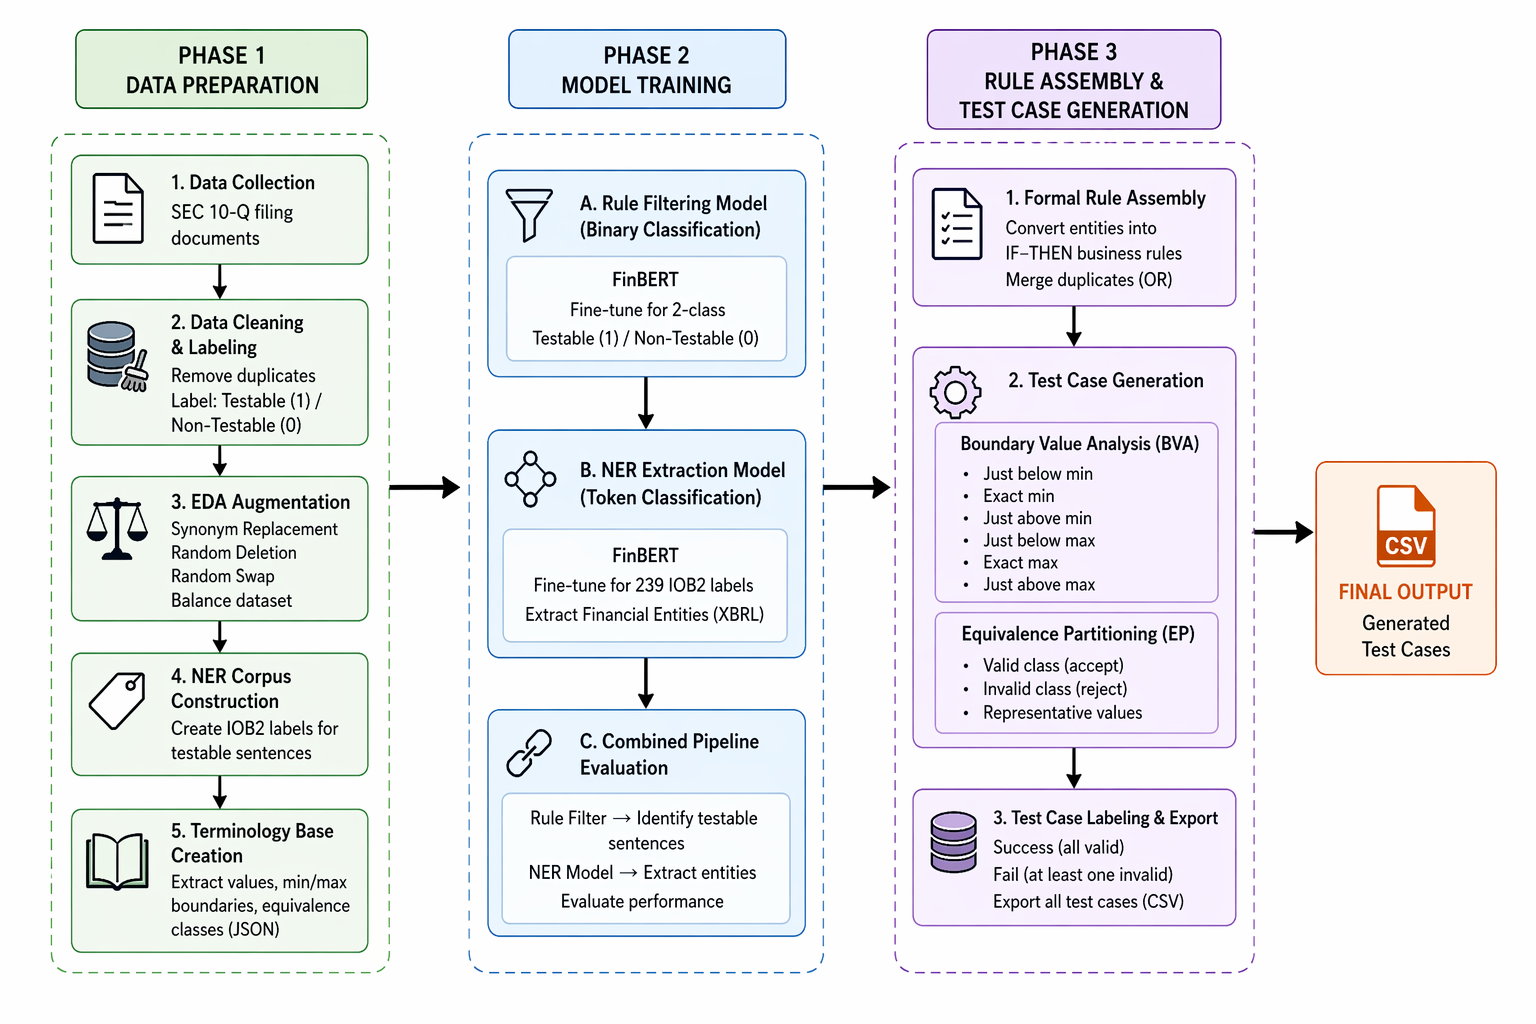 PHASE 1
DATA PREPARATION
1. Data Collection
SEC 10-Q filing
documents
2. Data Cleaning
& Labeling
Remove duplicates
Label: Testable (1) /
Non-Testable (0)
3. EDA Augmentation
Synonym Replacement
Random Deletion
Random Swap
Balance dataset
4. NER Corpus
Construction
Create IOB2 labels for
testable sentences
5. Terminology Base
Creation
Extract values, min/max
boundaries, equivalence
classes (JSON)
PHASE 2
MODEL TRAINING
A. Rule Filtering Model
(Binary Classification)
FinBERT
Fine-tune for 2-class
Testable (1) / Non-Testable (0)
B. NER Extraction Model
(Token Classification)
FinBERT
Fine-tune for 239 IOB2 labels
Extract Financial Entities (XBRL)
C. Combined Pipeline
Evaluation
Rule Filter → Identify testable
sentences
NER Model → Extract entities
Evaluate performance
PHASE 3
RULE ASSEMBLY &
TEST CASE GENERATION
1. Formal Rule Assembly
Convert entities into
IF–THEN business rules
Merge duplicates (OR)
2. Test Case Generation
Boundary Value Analysis (BVA)
• Just below min
• Exact min
• Just above min
• Just below max
• Exact max
• Just above max
Equivalence Partitioning (EP)
• Valid class (accept)
• Invalid class (reject)
• Representative values
3. Test Case Labeling & Export
Success (all valid)
Fail (at least one invalid)
Export all test cases (CSV)
CSV
FINAL OUTPUT
Generated
Test Cases